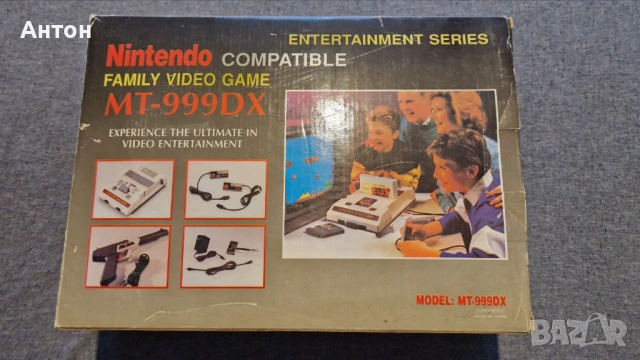 Антон
ENTERTAINMENT SERIES
Nintendo COMPATIBLE
FAMILY VIDEO GAME
MT-999DX
EXPERIENCE THE ULTIMATE IN
VIDEO ENTERTAINMENT
MODEL: MT-999DX
BAZAR